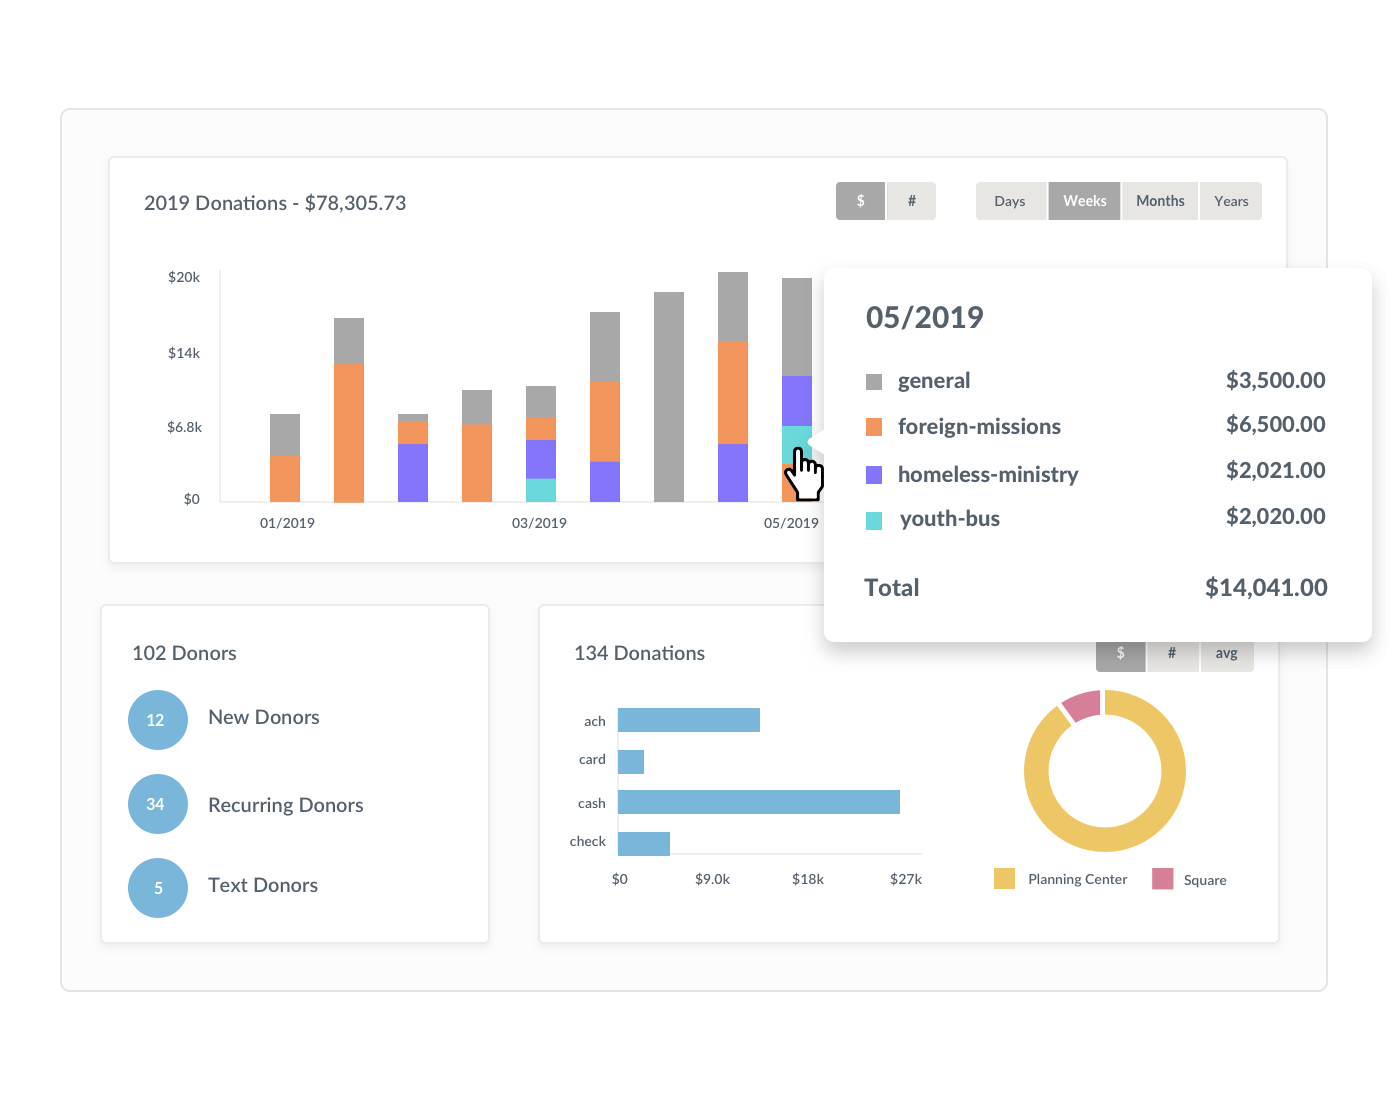 2019 Donations - $78,305.73
$ # Days Weeks Months Years
$20k
$14k
$6.8k
$0
01/2019 03/2019 05/2019
05/2019
general $3,500.00
foreign-missions $6,500.00
homeless-ministry $2,021.00
youth-bus $2,020.00
Total $14,041.00
102 Donors
12 New Donors
34 Recurring Donors
5 Text Donors
134 Donations
$ # avg
ach
card
cash
check
$0 $9.0k $18k $27k
Planning Center Square